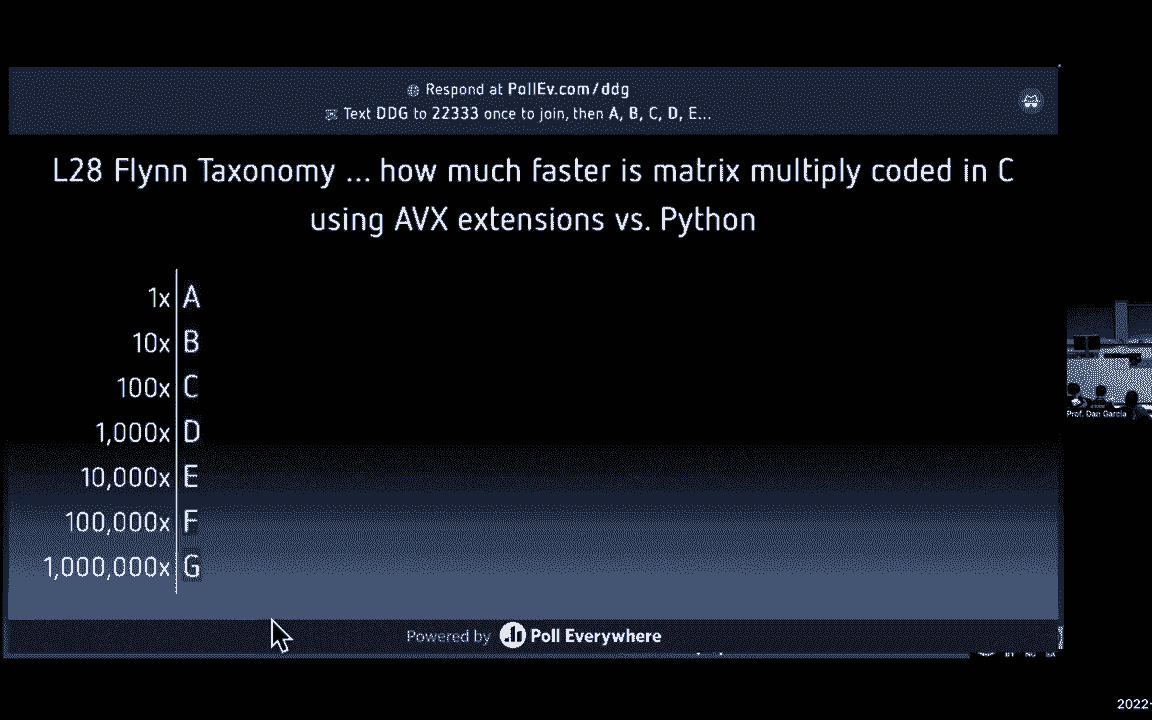 Respond at PollEv.com/ddg
Text DDG to 22333 once to join, then A, B, C, D, E...
L28 Flynn Taxonomy ... how much faster is matrix multiply coded in C
using AVX extensions vs. Python
1x A
10x B
100x C
1,000x D
10,000x E
100,000x F
1,000,000x G
Powered by Poll Everywhere
Prof. Dan Garcia
2022-